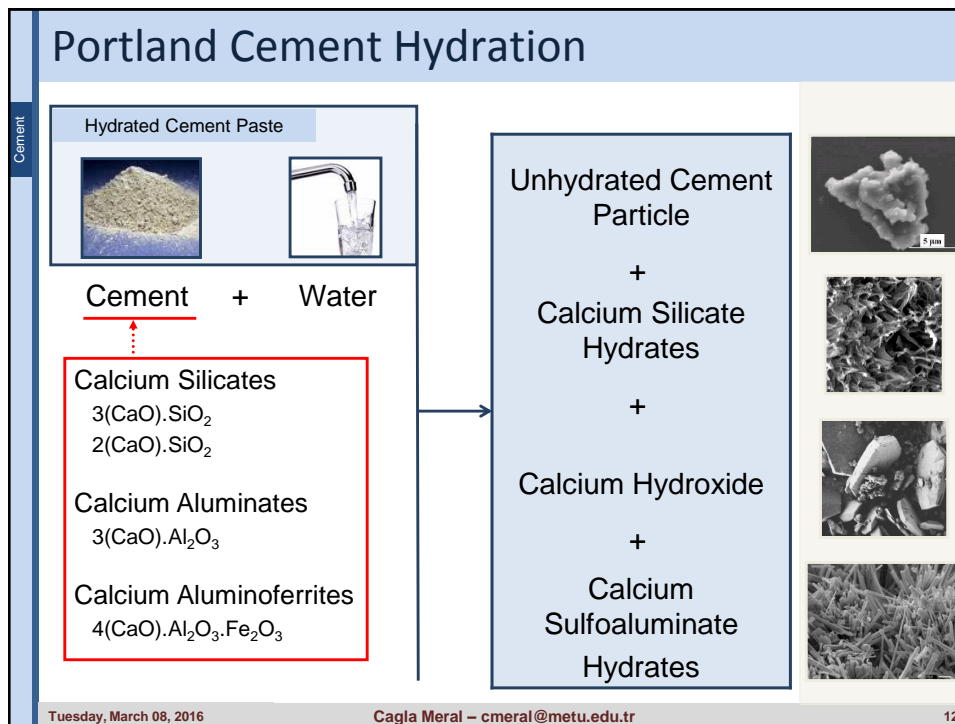 Portland Cement Hydration
Cement
Hydrated Cement Paste
Cement + Water
Calcium Silicates
3(CaO).SiO₂
2(CaO).SiO₂
Calcium Aluminates
3(CaO).Al₂O₃
Calcium Aluminoferrites
4(CaO).Al₂O₃.Fe₂O₃
Unhydrated Cement
Particle
+
Calcium Silicate
Hydrates
+
Calcium Hydroxide
+
Calcium
Sulfoaluminate
Hydrates
5 µm
Tuesday, March 08, 2016
Cagla Meral – cmeral@metu.edu.tr
12